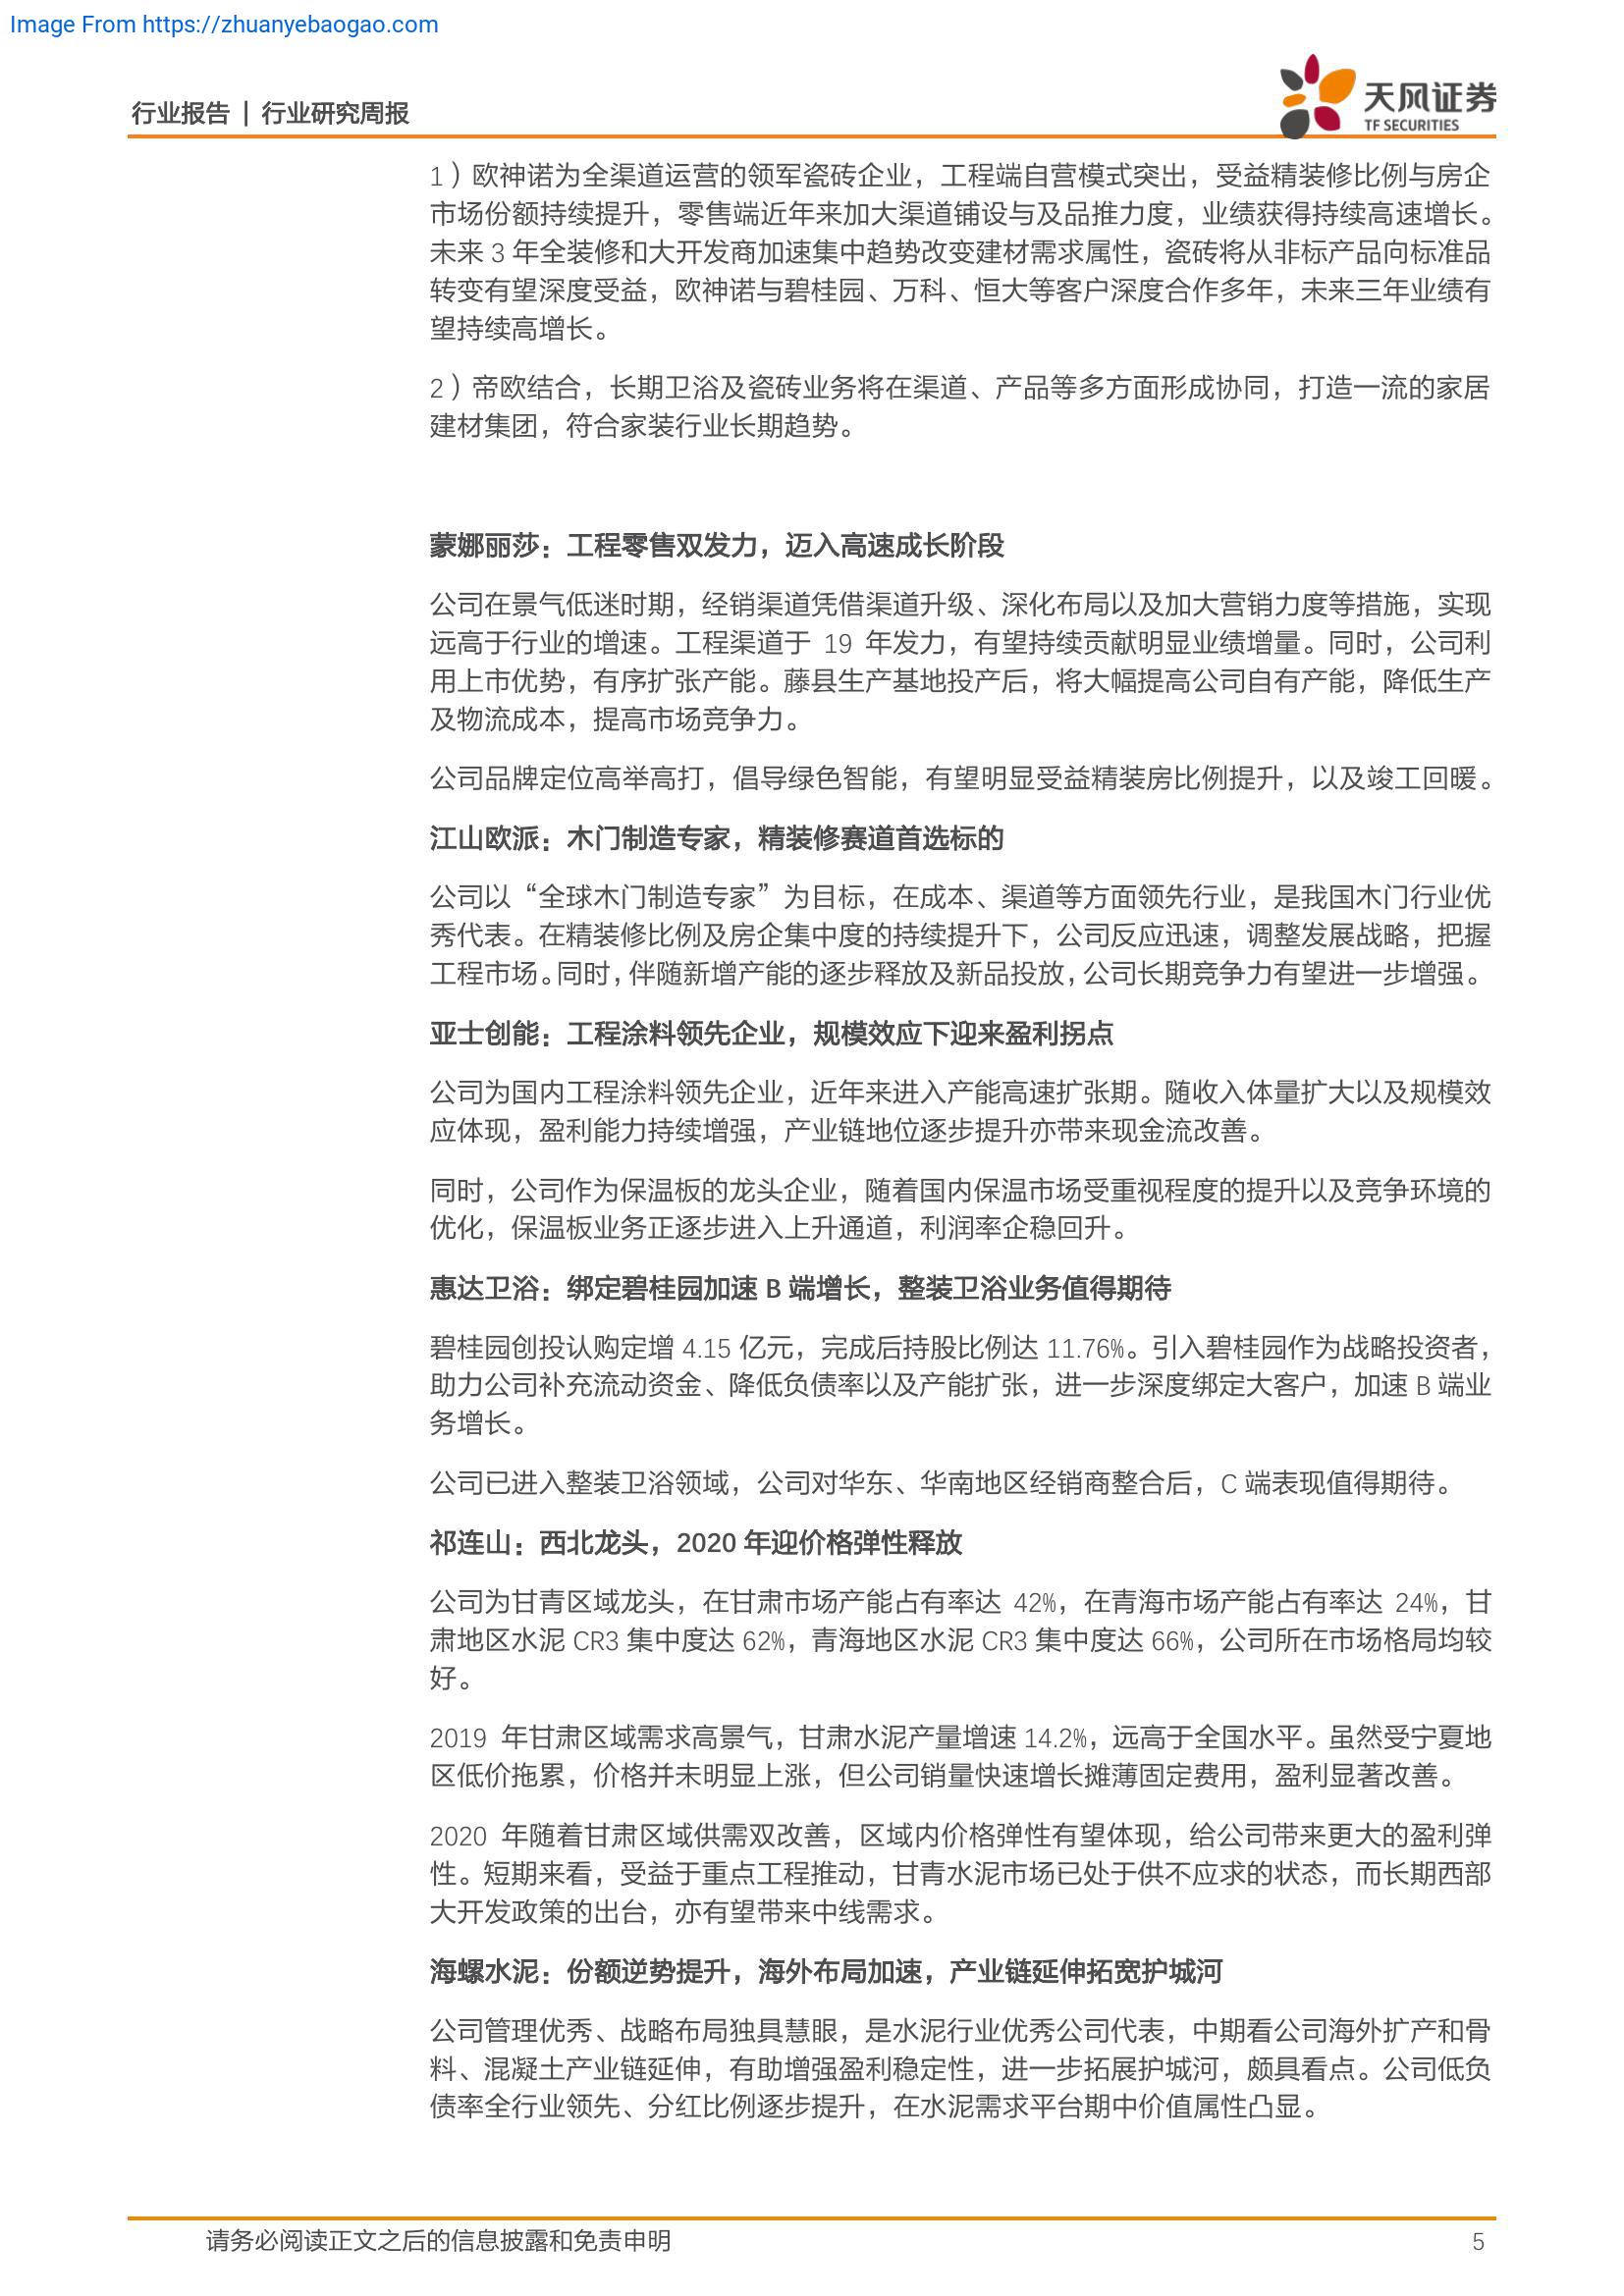 Image From https://zhuanyebaogao.com
行业报告 | 行业研究周报
天风证券
TF SECURITIES
1）欧神诺为全渠道运营的领军瓷砖企业，工程端自营模式突出，受益精装修比例与房企
市场份额持续提升，零售端近年来加大渠道铺设与及品推力度，业绩获得持续高速增长。
未来 3 年全装修和大开发商加速集中趋势改变建材需求属性，瓷砖将从非标产品向标准品
转变有望深度受益，欧神诺与碧桂园、万科、恒大等客户深度合作多年，未来三年业绩有
望持续高增长。
2）帝欧结合，长期卫浴及瓷砖业务将在渠道、产品等多方面形成协同，打造一流的家居
建材集团，符合家装行业长期趋势。
蒙娜丽莎：工程零售双发力，迈入高速成长阶段
公司在景气低迷时期，经销渠道凭借渠道升级、深化布局以及加大营销力度等措施，实现
远高于行业的增速。工程渠道于 19 年发力，有望持续贡献明显业绩增量。同时，公司利
用上市优势，有序扩张产能。藤县生产基地投产后，将大幅提高公司自有产能，降低生产
及物流成本，提高市场竞争力。
公司品牌定位高举高打，倡导绿色智能，有望明显受益精装房比例提升，以及竣工回暖。
江山欧派：木门制造专家，精装修赛道首选标的
公司以“全球木门制造专家”为目标，在成本、渠道等方面领先行业，是我国木门行业优
秀代表。在精装修比例及房企集中度的持续提升下，公司反应迅速，调整发展战略，把握
工程市场。同时，伴随新增产能的逐步释放及新品投放，公司长期竞争力有望进一步增强。
亚士创能：工程涂料领先企业，规模效应下迎来盈利拐点
公司为国内工程涂料领先企业，近年来进入产能高速扩张期。随收入体量扩大以及规模效
应体现，盈利能力持续增强，产业链地位逐步提升亦带来现金流改善。
同时，公司作为保温板的龙头企业，随着国内保温市场受重视程度的提升以及竞争环境的
优化，保温板业务正逐步进入上升通道，利润率企稳回升。
惠达卫浴：绑定碧桂园加速 B 端增长，整装卫浴业务值得期待
碧桂园创投认购定增 4.15 亿元，完成后持股比例达 11.76%。引入碧桂园作为战略投资者，
助力公司补充流动资金、降低负债率以及产能扩张，进一步深度绑定大客户，加速 B 端业
务增长。
公司已进入整装卫浴领域，公司对华东、华南地区经销商整合后，C 端表现值得期待。
祁连山：西北龙头，2020 年迎价格弹性释放
公司为甘青区域龙头，在甘肃市场产能占有率达 42%，在青海市场产能占有率达 24%，甘
肃地区水泥 CR3 集中度达 62%，青海地区水泥 CR3 集中度达 66%，公司所在市场格局均较
好。
2019 年甘肃区域需求高景气，甘肃水泥产量增速 14.2%，远高于全国水平。虽然受宁夏地
区低价拖累，价格并未明显上涨，但公司销量快速增长摊薄固定费用，盈利显著改善。
2020 年随着甘肃区域供需双改善，区域内价格弹性有望体现，给公司带来更大的盈利弹
性。短期来看，受益于重点工程推动，甘青水泥市场已处于供不应求的状态，而长期西部
大开发政策的出台，亦有望带来中线需求。
海螺水泥：份额逆势提升，海外布局加速，产业链延伸拓宽护城河
公司管理优秀、战略布局独具慧眼，是水泥行业优秀公司代表，中期看公司海外扩产和骨
料、混凝土产业链延伸，有助增强盈利稳定性，进一步拓展护城河，颇具看点。公司低负
债率全行业领先、分红比例逐步提升，在水泥需求平台期中价值属性凸显。
请务必阅读正文之后的信息披露和免责申明
5